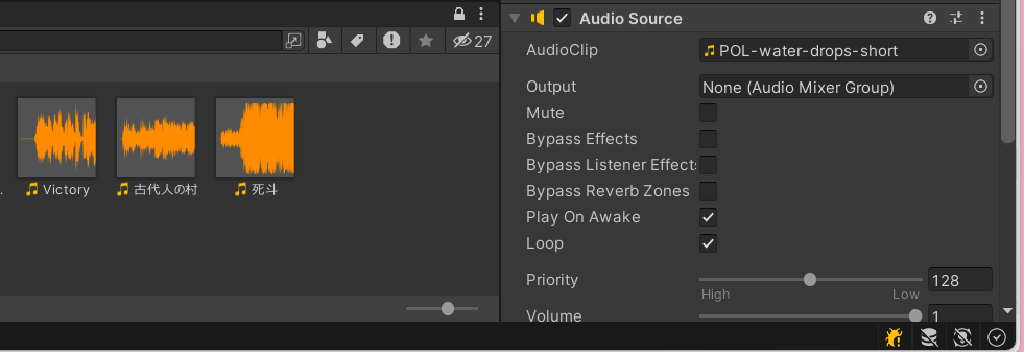 27
Victory
古代人の村
死斗
Audio Source
AudioClip
POL-water-drops-short
Output
None (Audio Mixer Group)
Mute
Bypass Effects
Bypass Listener Effects
Bypass Reverb Zones
Play On Awake
Loop
Priority
128
High
Low
Volume
1